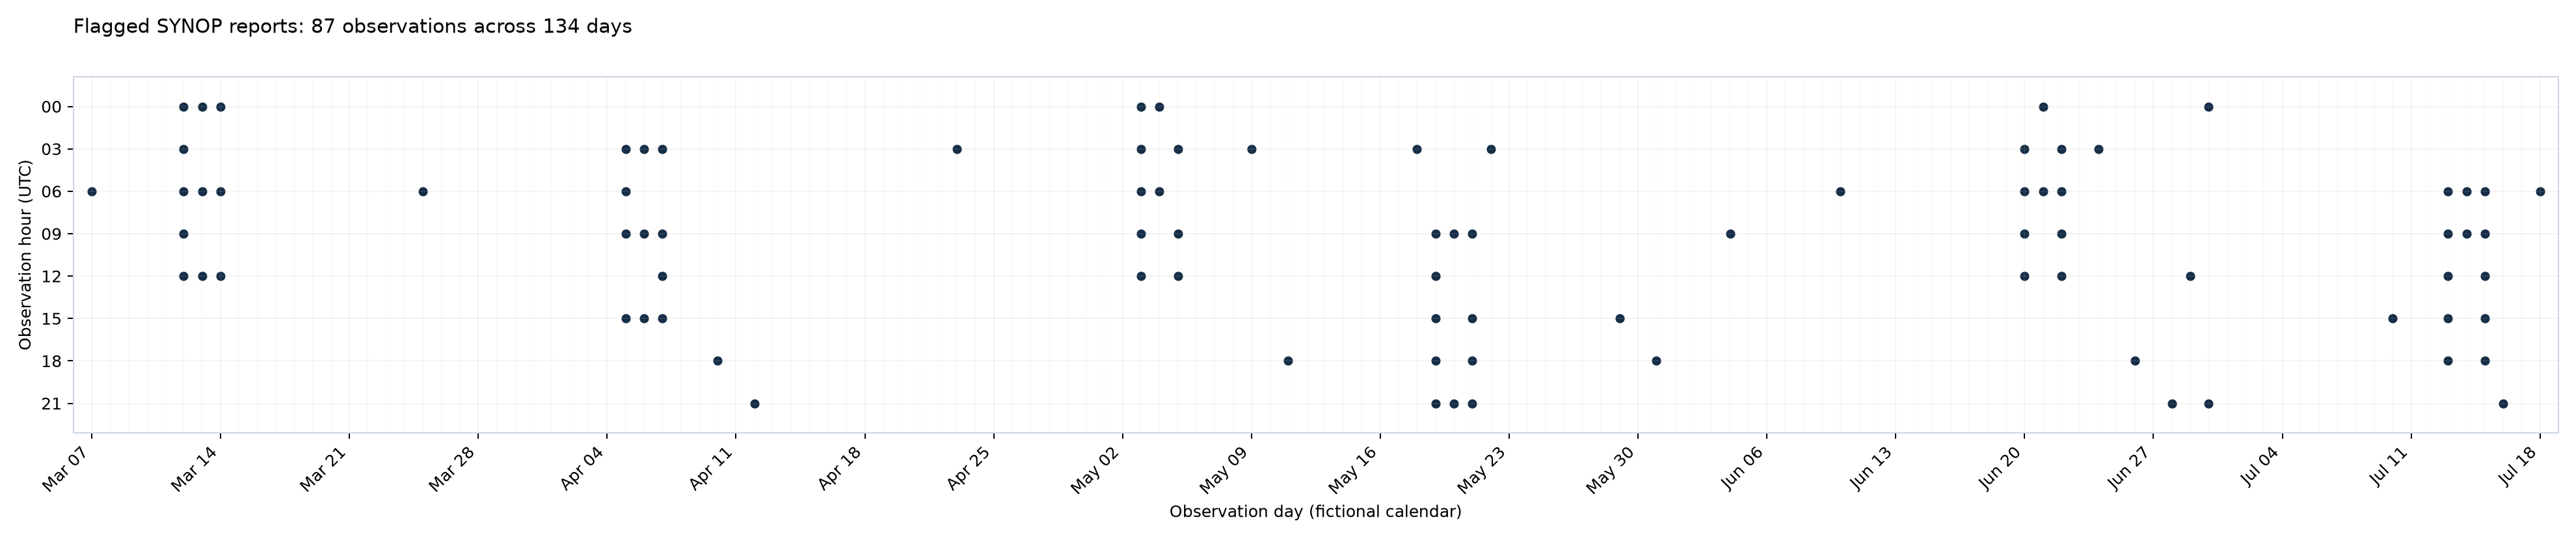 Flagged SYNOP reports: 87 observations across 134 days
E S R G A
Observation hour (UTC)
00
03
06
09
12
15
18
21
Mar 07 Mar 14 Mar 21 Mar 28 Apr 04 Apr 11 Apr 18 Apr 25 May 02 May 09 May 16 May 23 May 30 Jun 06 Jun 13 Jun 20 Jun 27 Jul 04 Jul 11 Jul 18
Observation day (fictional calendar)